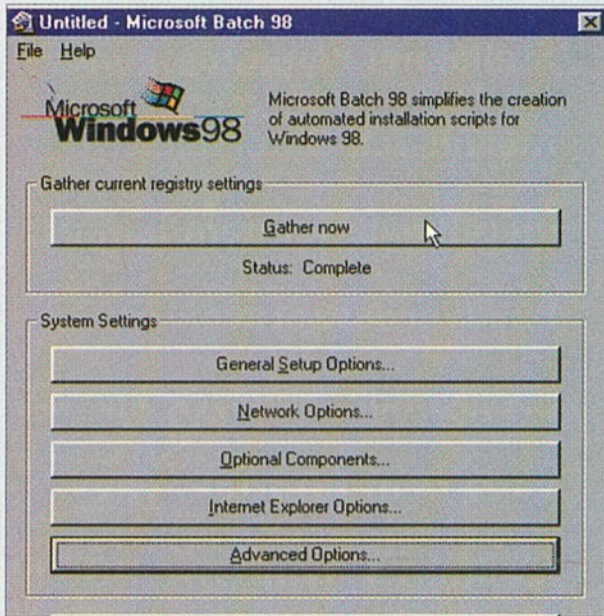 Untitled - Microsoft Batch 98
File Help
Microsoft
Windows98
Microsoft Batch 98 simplifies the creation
of automated installation scripts for
Windows 98.
Gather current registry settings
Gather now
Status: Complete
System Settings
General Setup Options...
Network Options...
Optional Components...
Internet Explorer Options...
Advanced Options...